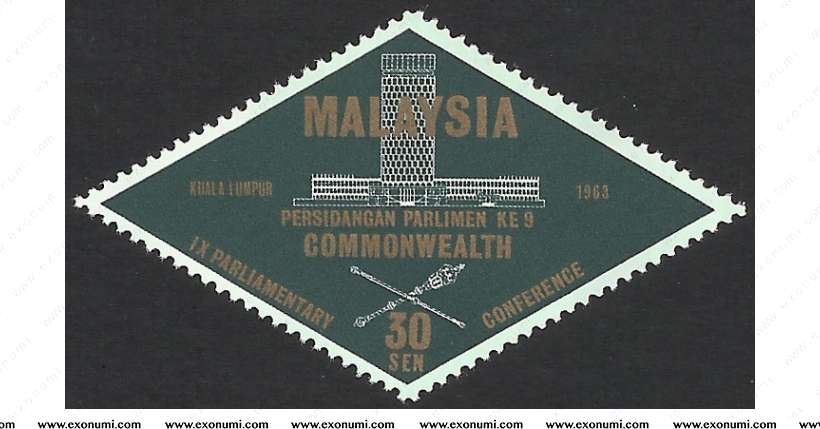 MALAYSIA
KUALA LUMPUR
1963
PERSIDANGAN PARLIMEN KE 9
COMMONWEALTH
IX PARLIAMENTARY
CONFERENCE
30
SEN
www.exonumi.com www.exonumi.com www.exonumi.com www.exonumi.com www.exonumi.com www.exonumi.com